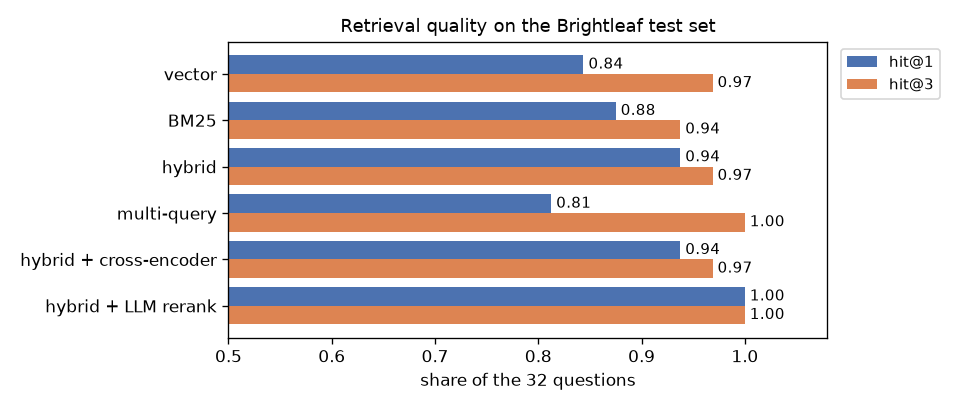 Retrieval quality on the Brightleaf test set
vector
0.84
0.97
BM25
0.88
0.94
hybrid
0.94
0.97
multi-query
0.81
1.00
hybrid + cross-encoder
0.94
0.97
hybrid + LLM rerank
1.00
1.00
0.5 0.6 0.7 0.8 0.9 1.0
share of the 32 questions
hit@1
hit@3